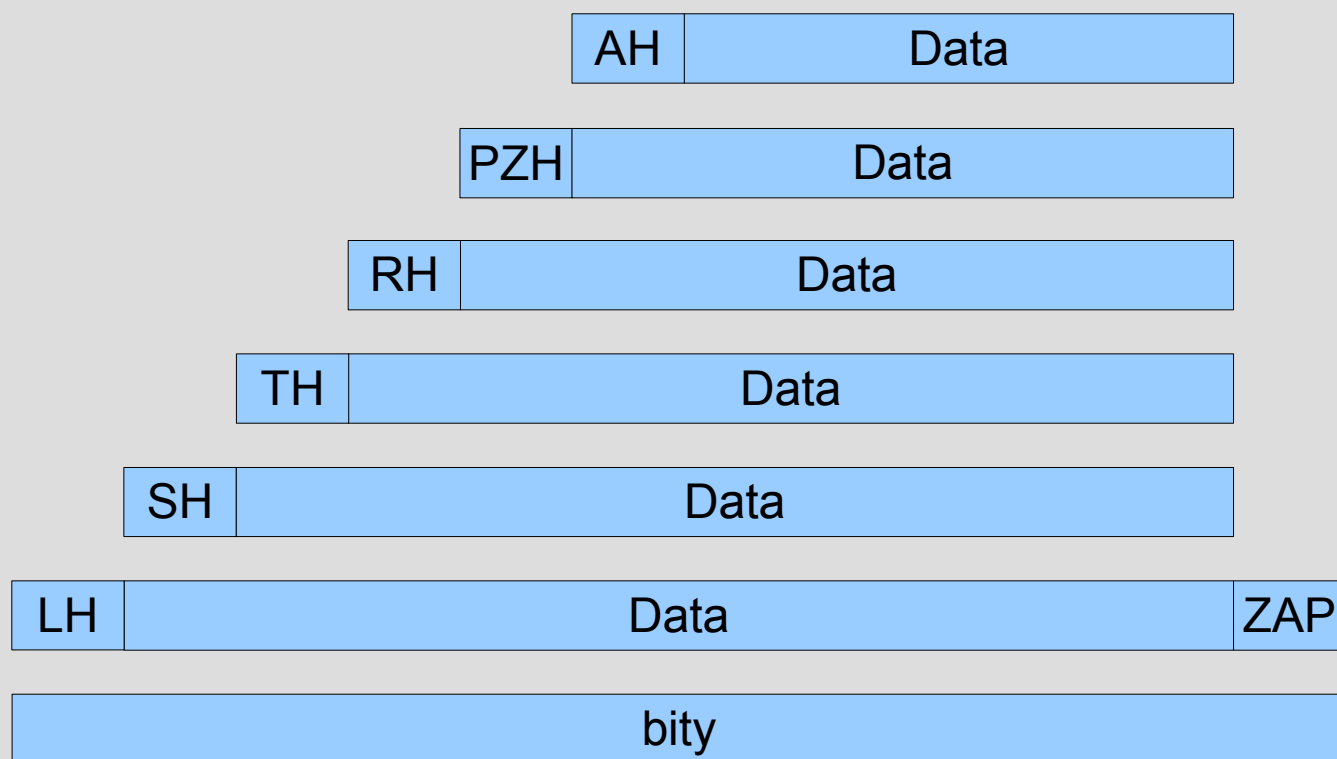 AH Data
PZH Data
RH Data
TH Data
SH Data
LH Data ZAP
bity